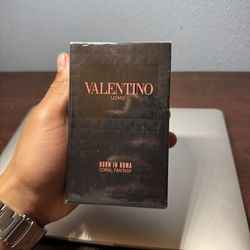 VALENTINO
UOMO
BORN IN ROMA
CORAL FANTASY